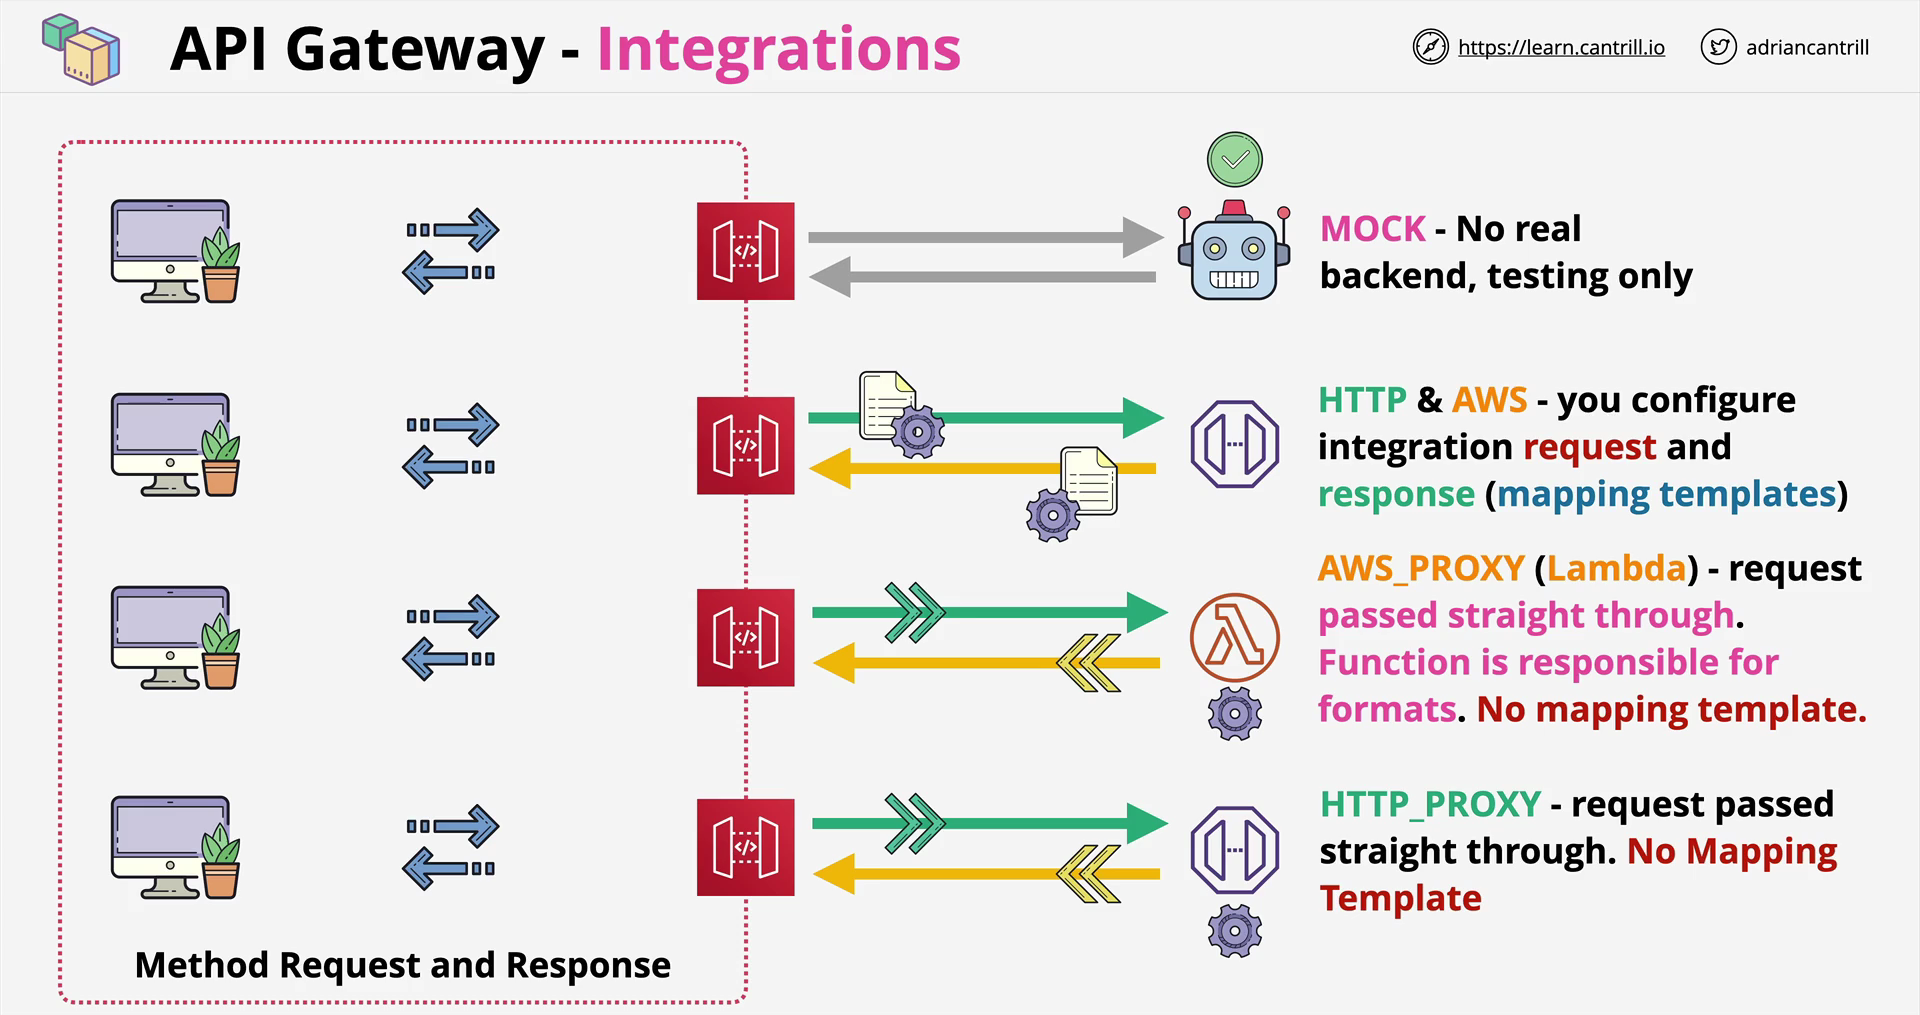 API Gateway - Integrations
https://learn.cantrill.io
adriancantrill
MOCK - No real
backend, testing only
HTTP & AWS - you configure
integration request and
response (mapping templates)
AWS_PROXY (Lambda) - request
passed straight through.
Function is responsible for
formats. No mapping template.
HTTP_PROXY - request passed
straight through. No Mapping
Template
Method Request and Response